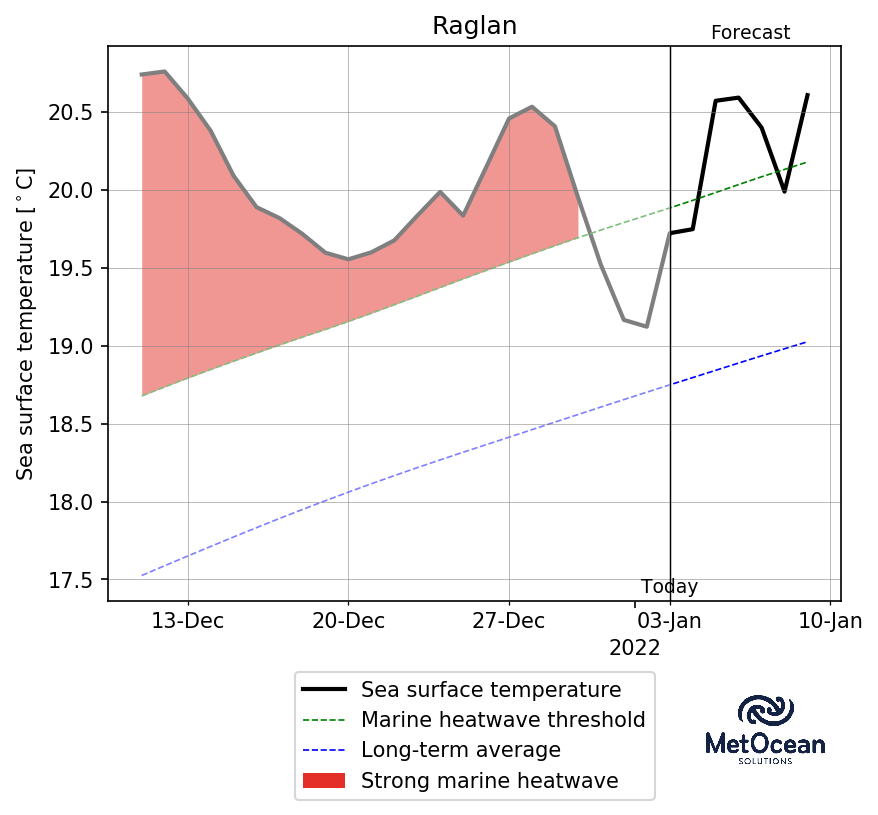 Raglan
Forecast
Sea surface temperature [°C]
20.5
20.0
19.5
19.0
18.5
18.0
17.5
Today
13-Dec
20-Dec
27-Dec
03-Jan
10-Jan
2022
Sea surface temperature
Marine heatwave threshold
Long-term average
Strong marine heatwave
MetOcean
SOLUTIONS